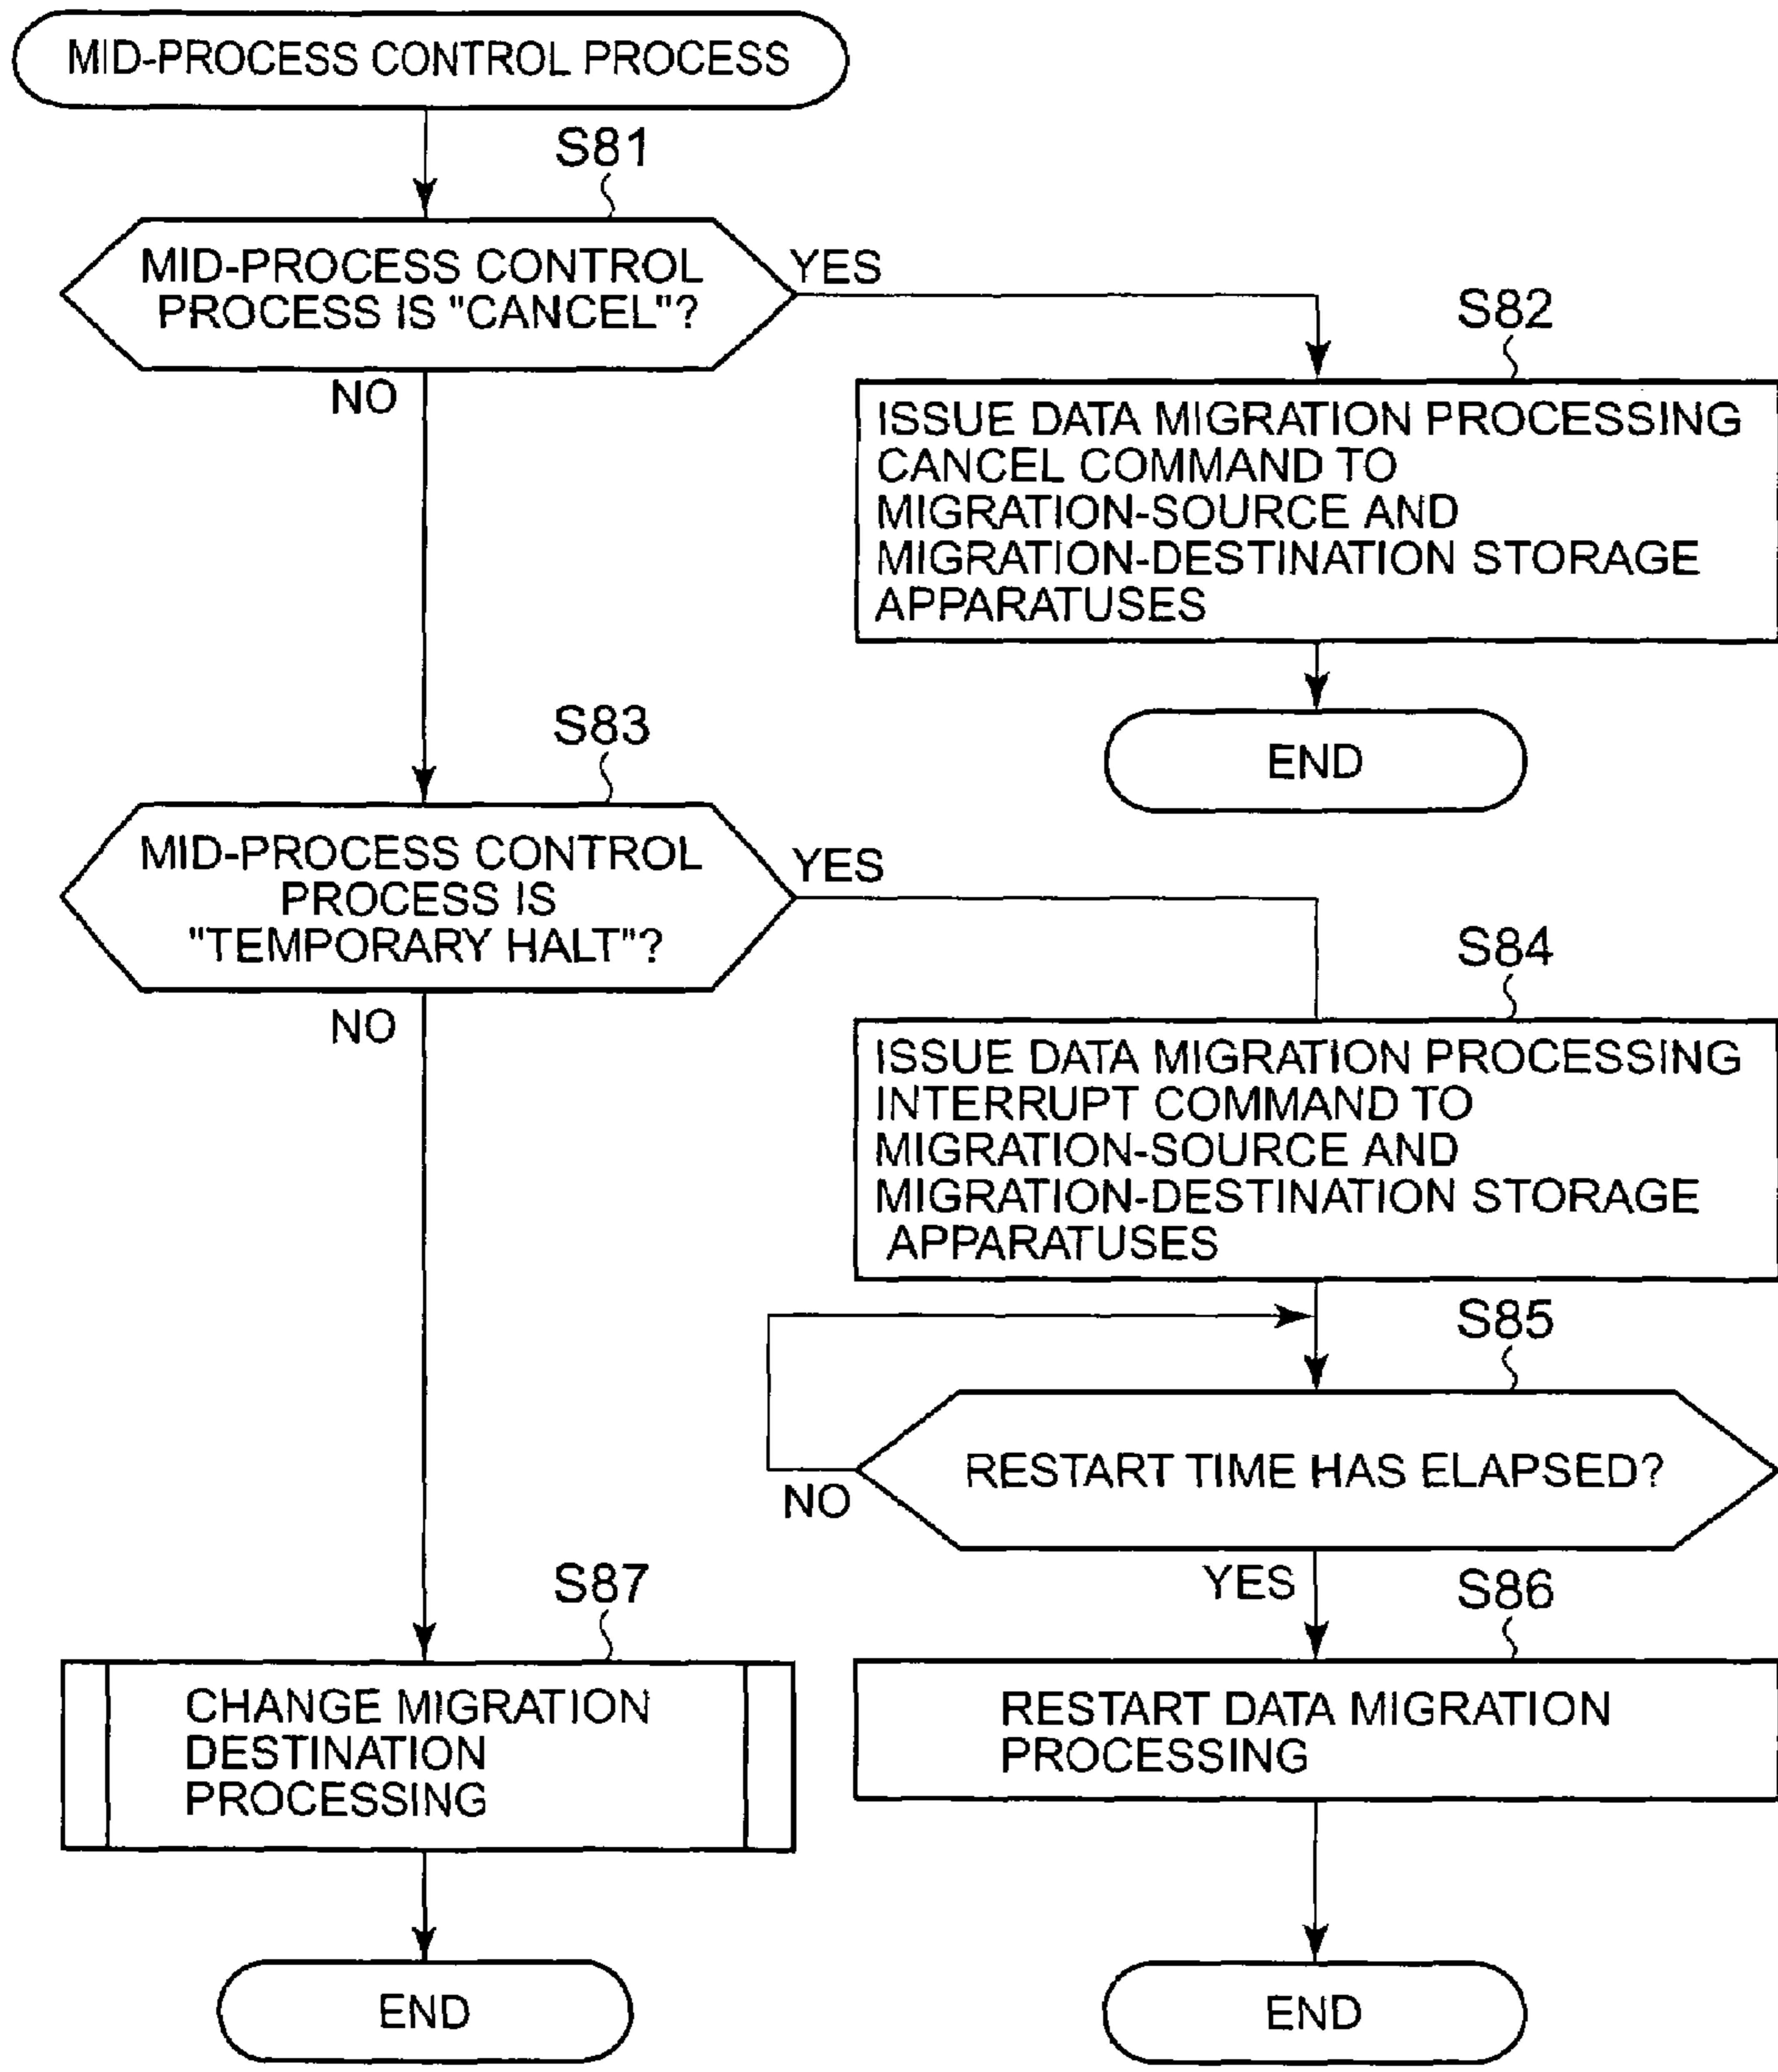 MID-PROCESS CONTROL PROCESS
S81
MID-PROCESS CONTROL
PROCESS IS "CANCEL"?
YES
NO
S82
ISSUE DATA MIGRATION PROCESSING
CANCEL COMMAND TO
MIGRATION-SOURCE AND
MIGRATION-DESTINATION STORAGE
APPARATUSES
END
S83
MID-PROCESS CONTROL
PROCESS IS
"TEMPORARY HALT"?
YES
NO
S84
ISSUE DATA MIGRATION PROCESSING
INTERRUPT COMMAND TO
MIGRATION-SOURCE AND
MIGRATION-DESTINATION STORAGE
APPARATUSES
S85
RESTART TIME HAS ELAPSED?
NO
YES
S86
RESTART DATA MIGRATION
PROCESSING
END
S87
CHANGE MIGRATION
DESTINATION
PROCESSING
END